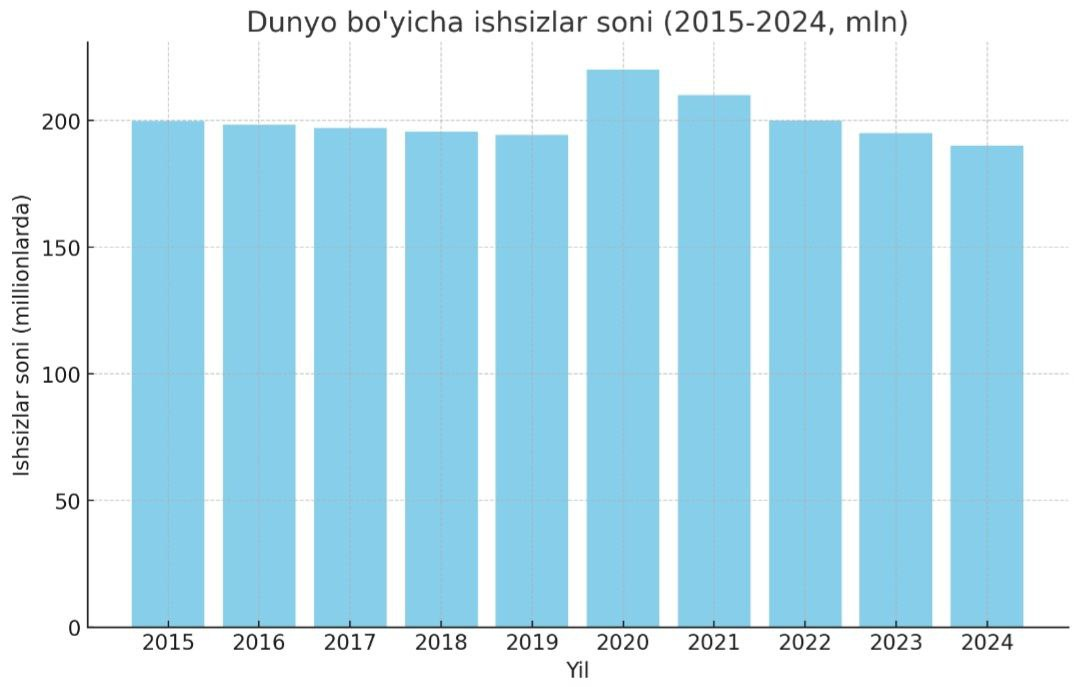 Dunyo bo'yicha ishsizlar soni (2015-2024, mln)
Ishsizlar soni (millionlarda)
200
150
100
50
0
2015 2016 2017 2018 2019 2020 2021 2022 2023 2024
Yil